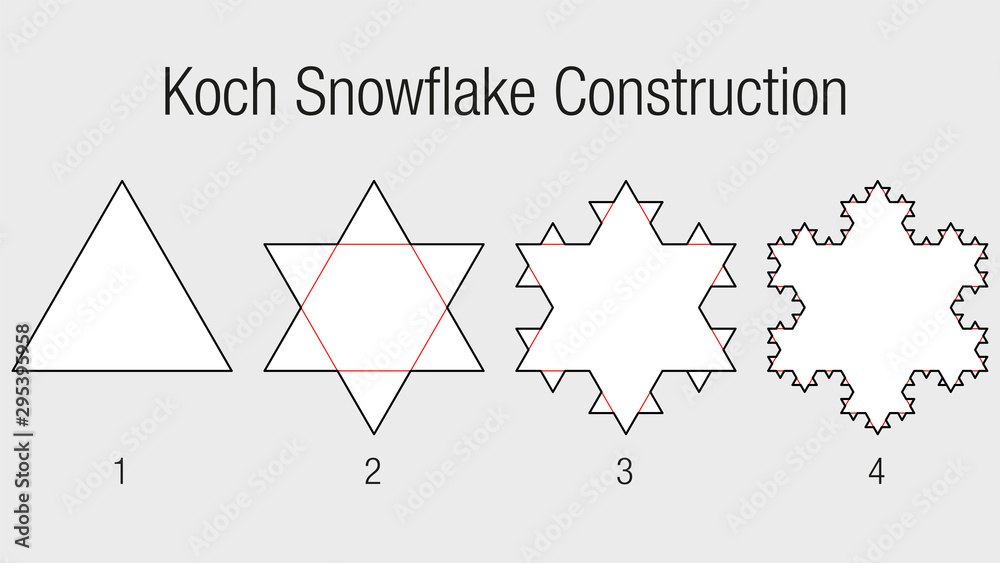 Koch Snowflake Construction
1 2 3 4
Adobe Stock | #295395958